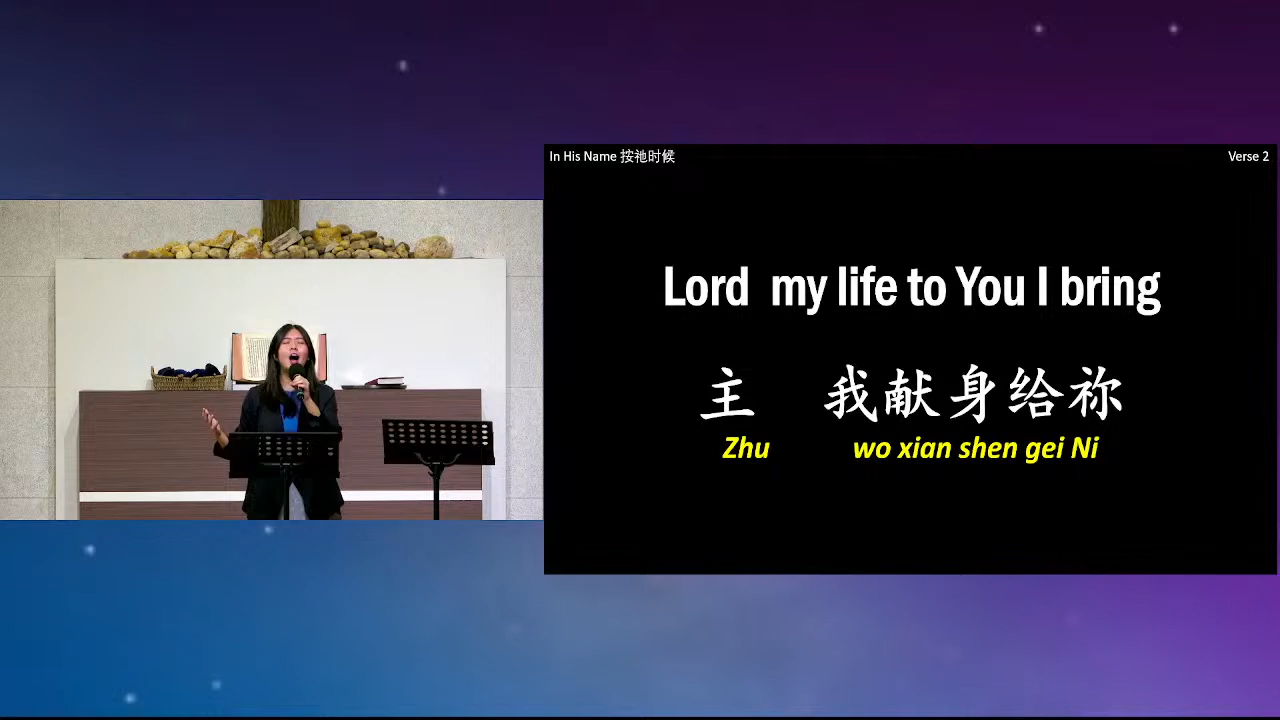 In His Name 按祂时候
Verse 2
Lord my life to You I bring
主 我献身给祢
Zhu wo xian shen gei Ni